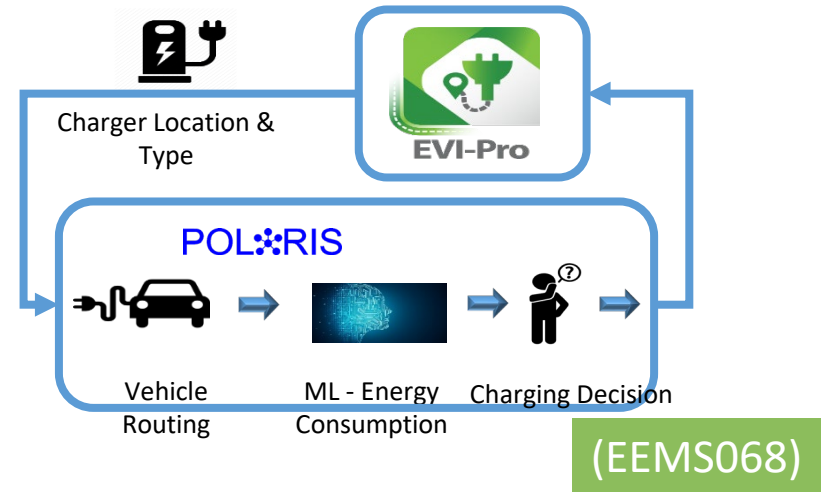 Charger Location &
Type
EVI-Pro
POLARIS
?
Vehicle
Routing
ML - Energy
Consumption
Charging Decision
(EEMS068)